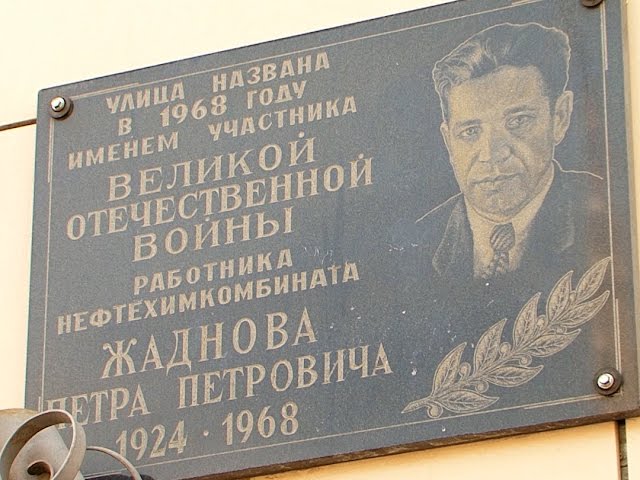 УЛИЦА НАЗВАНА
В 1968 ГОДУ
ИМЕНЕМ УЧАСТНИКА
ВЕЛИКОЙ
ОТЕЧЕСТВЕННОЙ
ВОЙНЫ
РАБОТНИКА
НЕФТЕХИМКОМБИНАТА
ЖАДНОВА
ПЕТРА ПЕТРОВИЧА
1924 · 1968